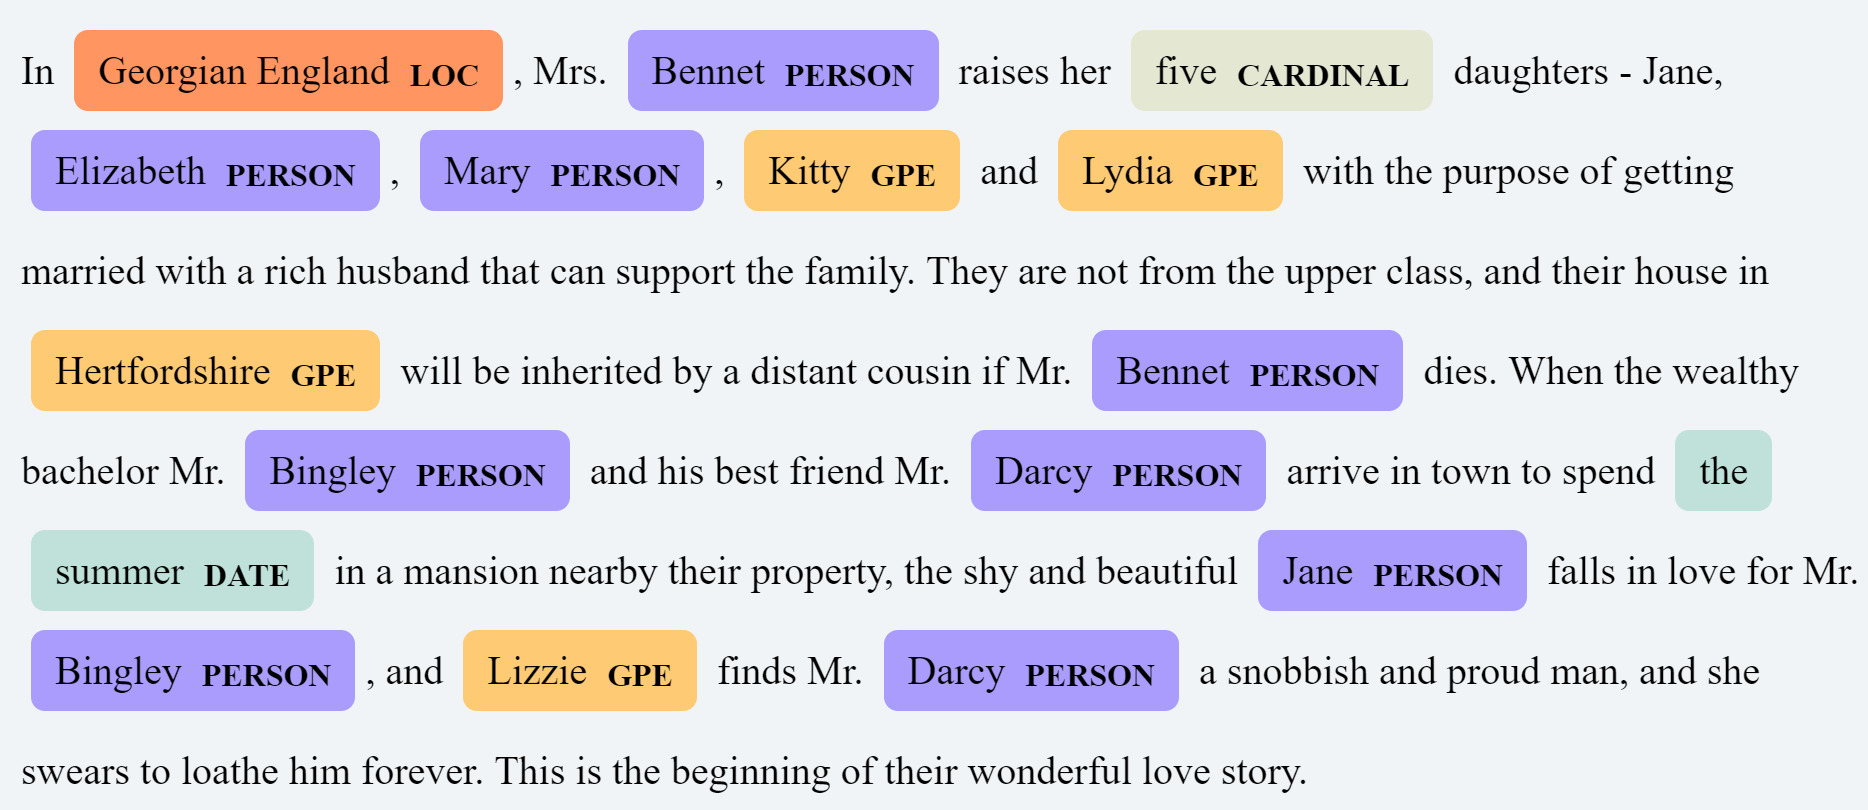 In Georgian England LOC , Mrs. Bennet PERSON raises her five CARDINAL daughters - Jane,
Elizabeth PERSON , Mary PERSON , Kitty GPE and Lydia GPE with the purpose of getting
married with a rich husband that can support the family. They are not from the upper class, and their house in
Hertfordshire GPE will be inherited by a distant cousin if Mr. Bennet PERSON dies. When the wealthy
bachelor Mr. Bingley PERSON and his best friend Mr. Darcy PERSON arrive in town to spend the
summer DATE in a mansion nearby their property, the shy and beautiful Jane PERSON falls in love for Mr.
Bingley PERSON , and Lizzie GPE finds Mr. Darcy PERSON a snobbish and proud man, and she
swears to loathe him forever. This is the beginning of their wonderful love story.